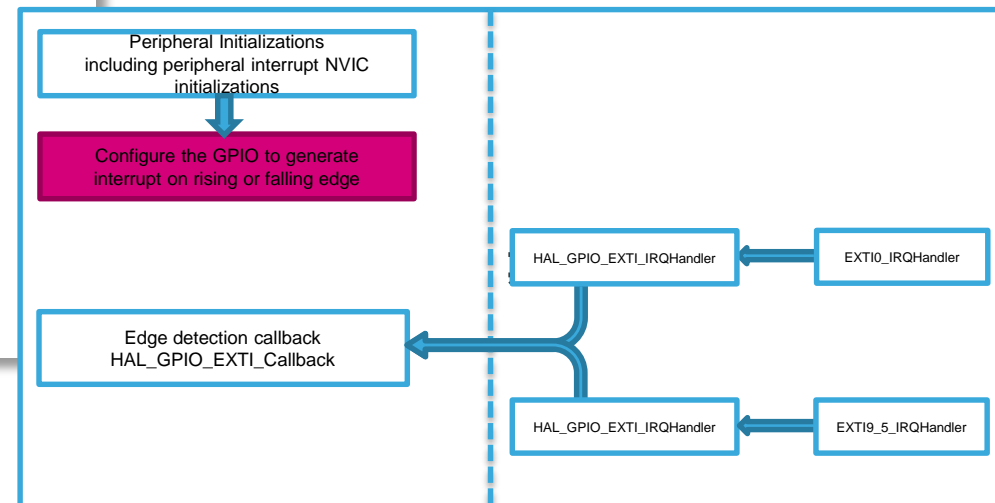 Peripheral Initializations
including peripheral interrupt NVIC
initializations
Configure the GPIO to generate
interrupt on rising or falling edge
HAL_GPIO_EXTI_IRQHandler
EXTI0_IRQHandler
Edge detection callback
HAL_GPIO_EXTI_Callback
HAL_GPIO_EXTI_IRQHandler
EXTI9_5_IRQHandler